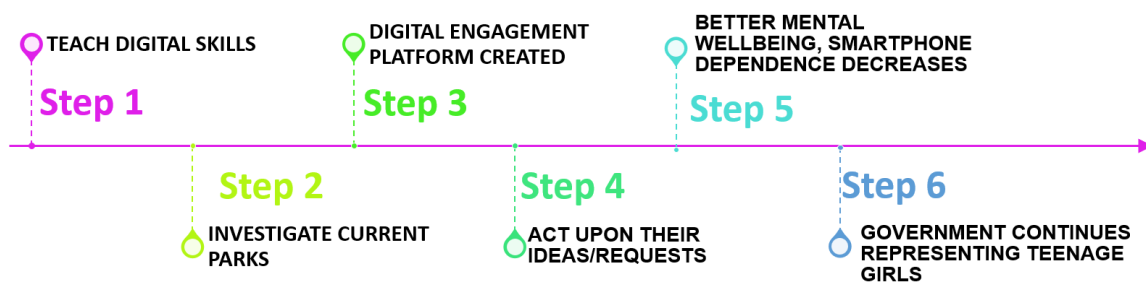 Step 1
TEACH DIGITAL SKILLS
Step 2
INVESTIGATE CURRENT
PARKS
Step 3
DIGITAL ENGAGEMENT
PLATFORM CREATED
Step 4
ACT UPON THEIR
IDEAS/REQUESTS
Step 5
BETTER MENTAL
WELLBEING, SMARTPHONE
DEPENDENCE DECREASES
Step 6
GOVERNMENT CONTINUES
REPRESENTING TEENAGE
GIRLS